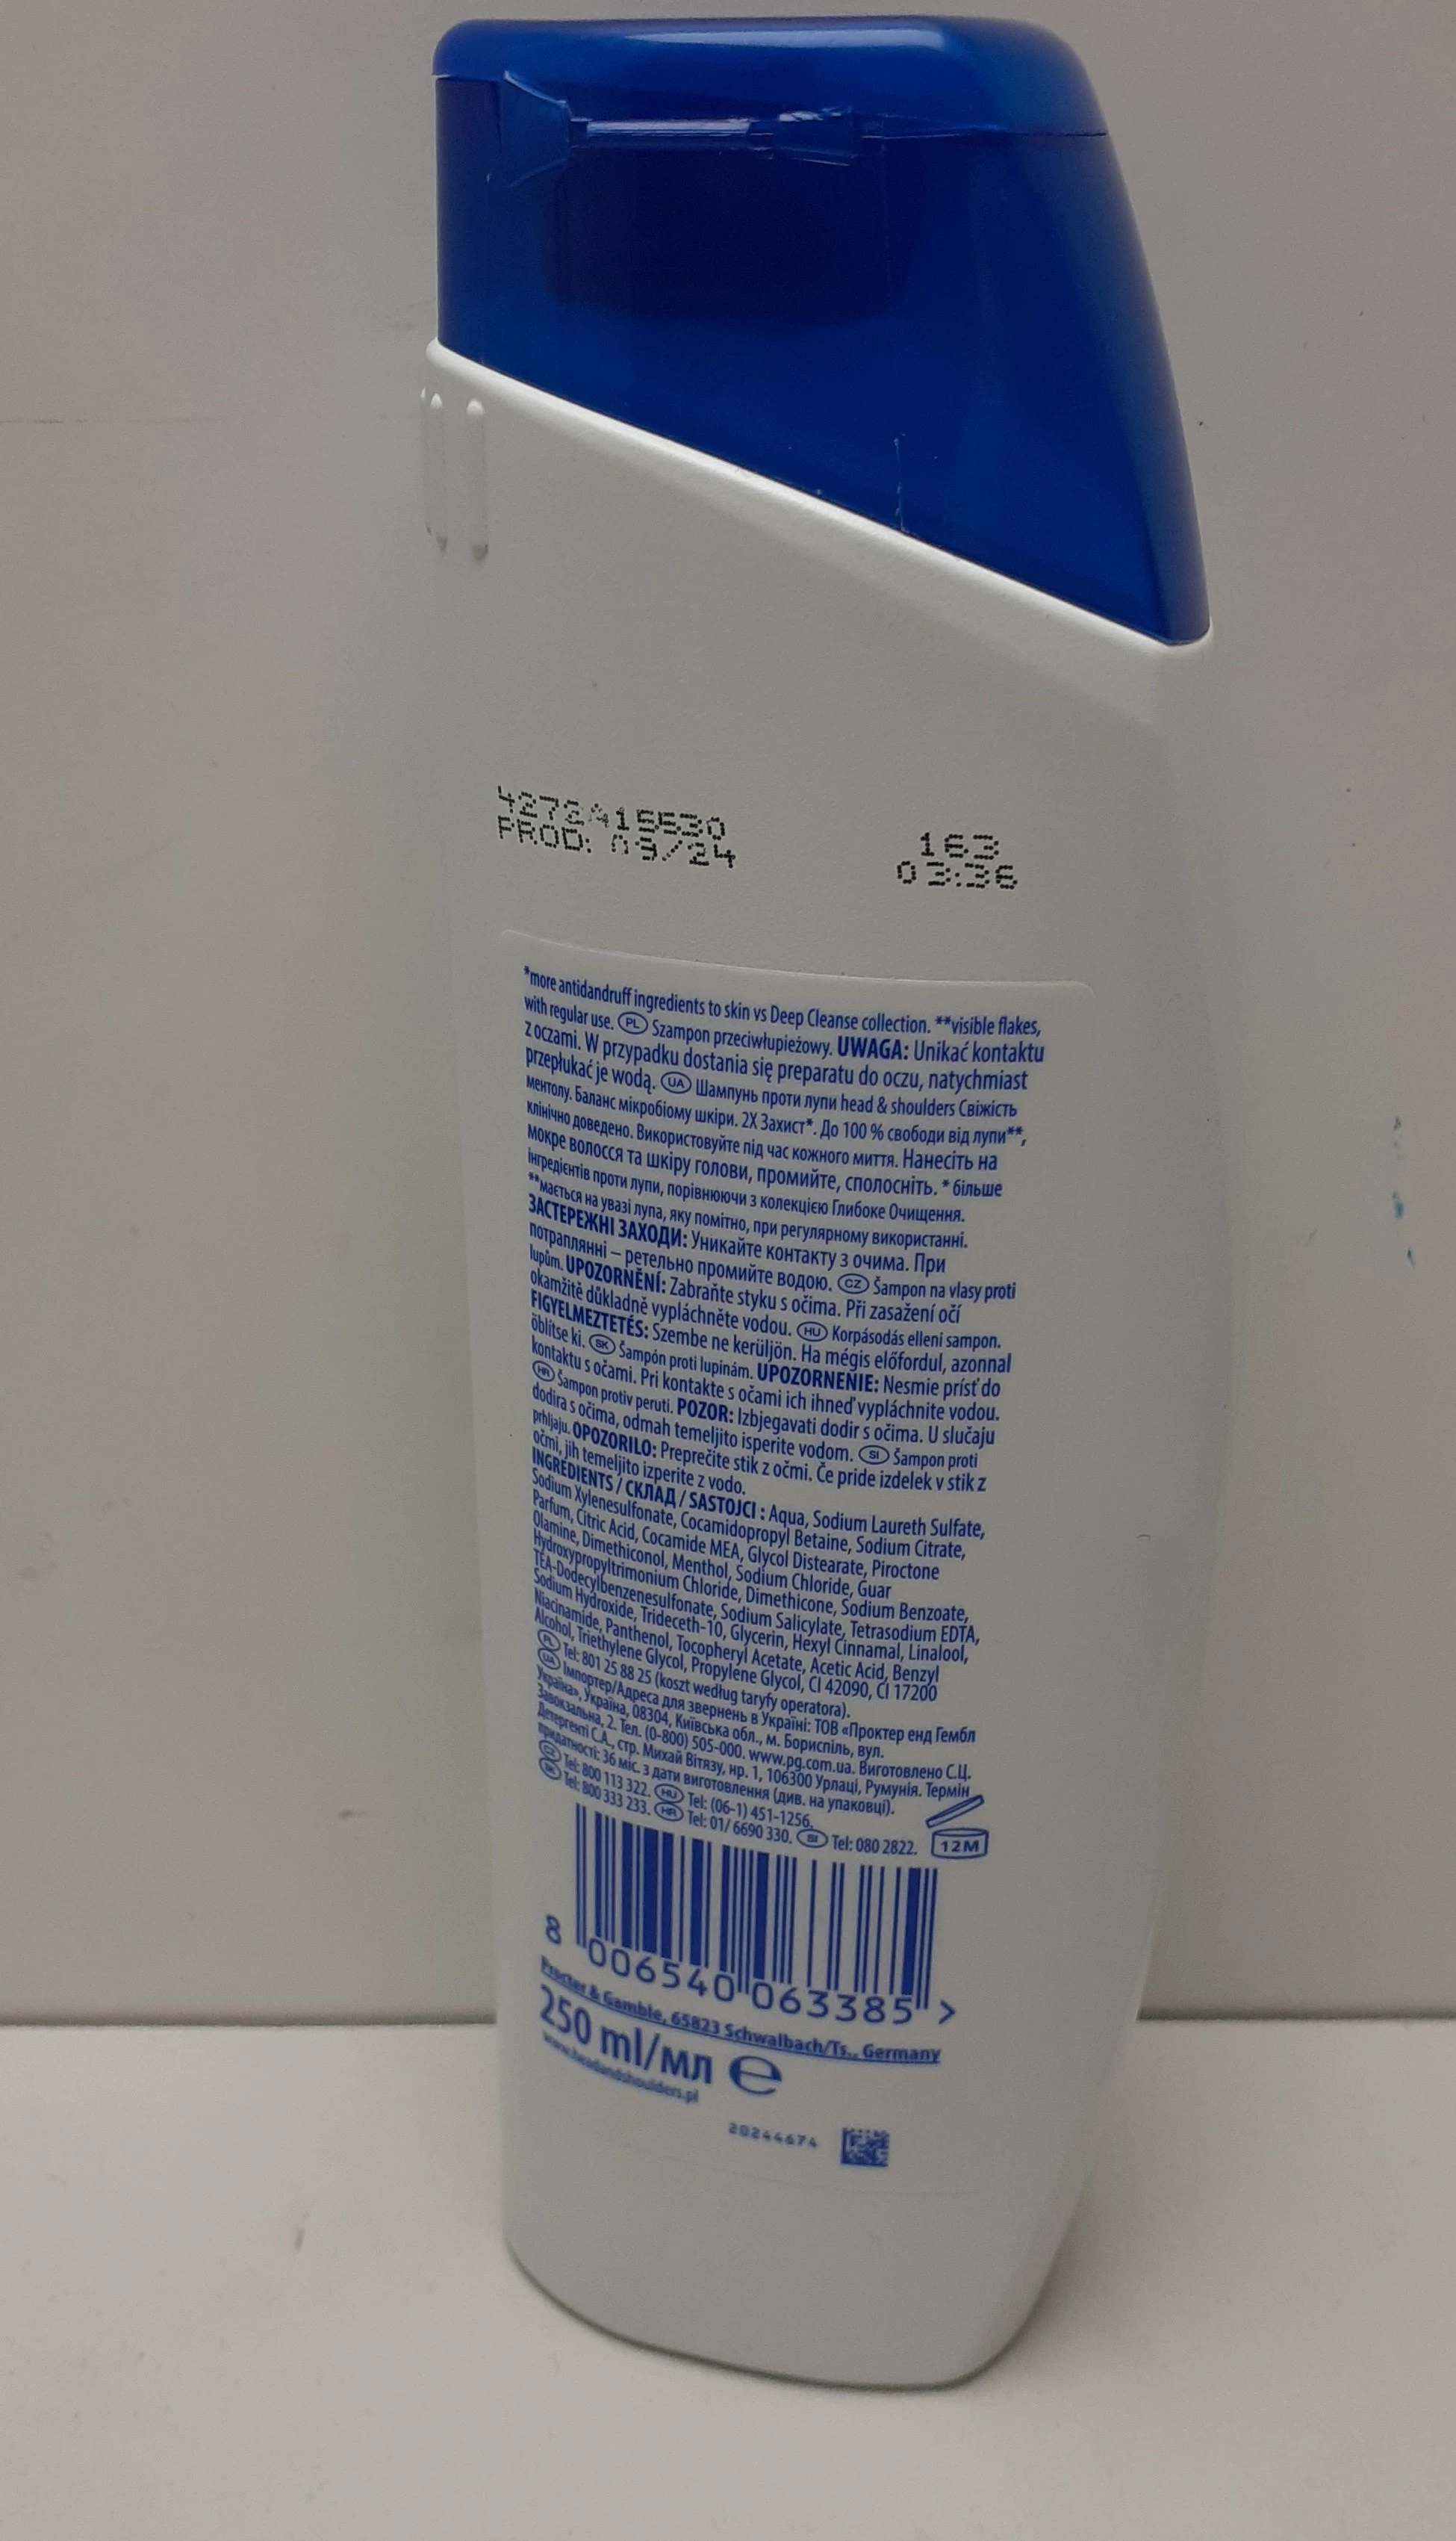 4272A15530
PROD: 09/24
163
03:36
*more antidandruff ingredients to skin vs Deep Cleanse collection. **visible flakes,
with regular use. PL Szampon przeciwłupieżowy. UWAGA: Unikać kontaktu
z oczami. W przypadku dostania się preparatu do oczu, natychmiast
przepłukać je wodą. UA Шампунь проти лупи head & shoulders Свіжість
ментолу. Баланс мікробіому шкіри. 2X Захист*. До 100 % свободи від лупи**,
клінічно доведено. Використовуйте під час кожного миття. Нанесіть на
мокре волосся та шкіру голови, промийте, сполосніть. * більше
інгредієнтів проти лупи, порівнюючи з колекцією Глибоке Очищення.
**мається на увазі лупа, яку помітно, при регулярному використанні.
ЗАСТЕРЕЖНІ ЗАХОДИ: Уникайте контакту з очима. При
потраплянні – ретельно промийте водою. CZ Šampon na vlasy proti
lupům. UPOZORNĚNÍ: Zabraňte styku s očima. Při zasažení očí
okamžitě důkladně vypláchněte vodou. HU Korpásodás elleni sampon.
FIGYELMEZTETÉS: Szembe ne kerüljön. Ha mégis előfordul, azonnal
öblítse ki. SK Šampón proti lupinám. UPOZORNENIE: Nesmie prísť do
kontaktu s očami. Pri kontakte s očami ich ihneď vypláchnite vodou.
HR Šampon protiv peruti. POZOR: Izbjegavati dodir s očima. U slučaju
dodira s očima, odmah temeljito isperite vodom. SI Šampon proti
prhljaju. OPOZORILO: Preprečite stik z očmi. Če pride izdelek v stik z
očmi, jih temeljito izperite z vodo.
INGREDIENTS / СКЛАД / SASTOJCI : Aqua, Sodium Laureth Sulfate,
Sodium Xylenesulfonate, Cocamidopropyl Betaine, Sodium Citrate,
Parfum, Citric Acid, Cocamide MEA, Glycol Distearate, Piroctone
Olamine, Dimethiconol, Menthol, Sodium Chloride, Guar
Hydroxypropyltrimonium Chloride, Dimethicone, Sodium Benzoate,
TEA-Dodecylbenzenesulfonate, Sodium Salicylate, Tetrasodium EDTA,
Sodium Hydroxide, Trideceth-10, Glycerin, Hexyl Cinnamal, Linalool,
Niacinamide, Panthenol, Tocopheryl Acetate, Acetic Acid, Benzyl
Alcohol, Triethylene Glycol, Propylene Glycol, CI 42090, CI 17200
PL Tel: 801 25 88 25 (koszt według taryfy operatora).
UA Імпортер/Адреса для звернень в Україні: ТОВ «Проктер енд Гембл
Україна», Україна, 08304, Київська обл., м. Бориспіль, вул.
Завокзальна, 2. Тел. (0-800) 505-000. www.pg.com.ua. Виготовлено С.Ц.
Детергенті С.А., стр. Михай Вітязу, нр. 1, 106300 Урлаці, Румунія. Термін
придатності: 36 міс. з дати виготовлення (див. на упаковці).
CZ Tel: 800 113 322. HU Tel: (06-1) 451-1256.
SK Tel: 800 333 233. HR Tel: 01/ 6690 330. SI Tel: 080 2822.
12M
8 006540 063385 >
Procter & Gamble, 65823 Schwalbach/Ts., Germany
250 ml/мл e
www.headandshoulders.pl
20244674